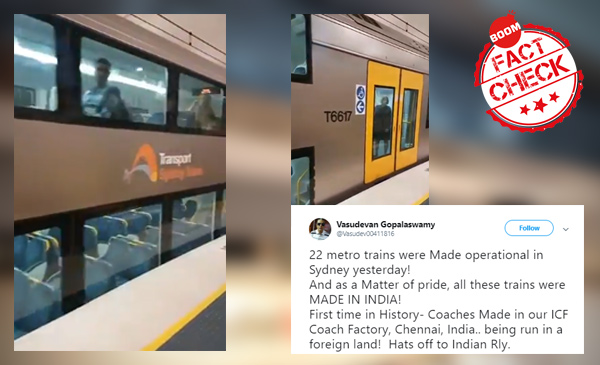 BOOM
FACT
CHECK
Transport
Sydney Trains
T6617
Vasudevan Gopalaswamy
@Vasudev00411816
Follow
22 metro trains were Made operational in
Sydney yesterday!
And as a Matter of pride, all these trains were
MADE IN INDIA!
First time in History- Coaches Made in our ICF
Coach Factory, Chennai, India.. being run in a
foreign land!  Hats off to Indian Rly.